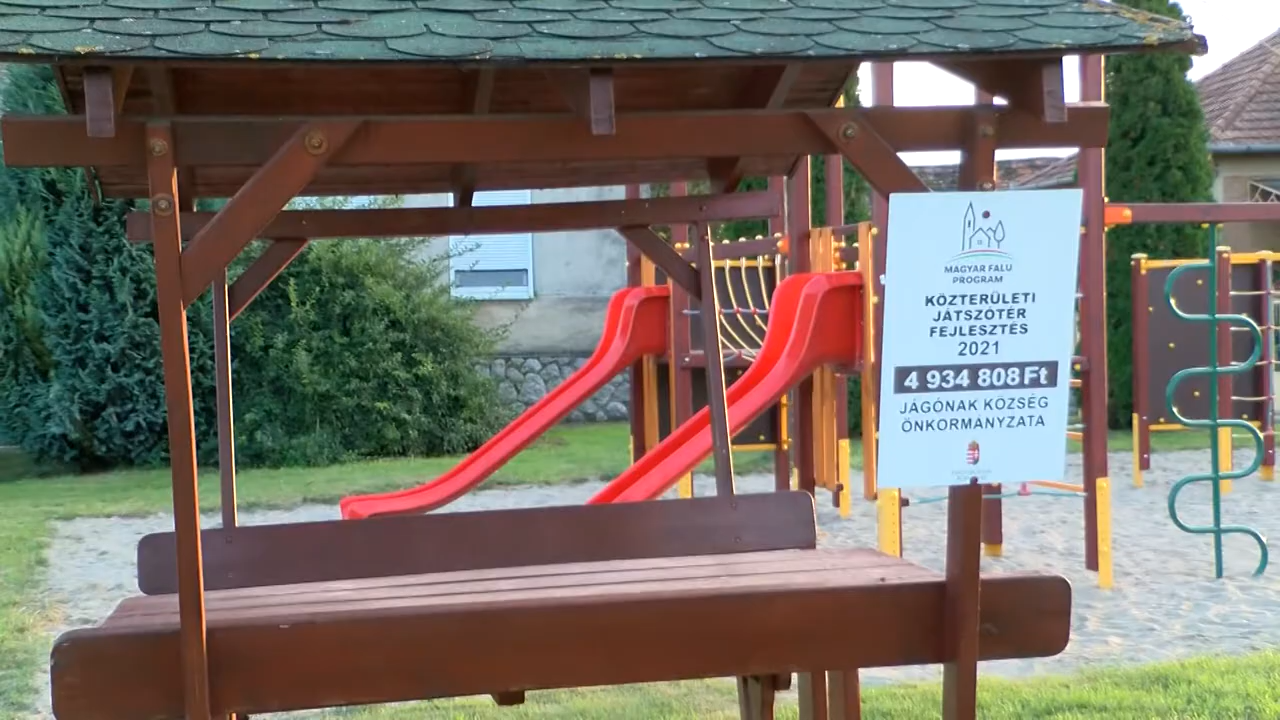 MAGYAR FALU
PROGRAM
KÖZTERÜLETI
JÁTSZÓTÉR
FEJLESZTÉS
2021
4 934 808 Ft
JÁGÓNAK KÖZSÉG
ÖNKORMÁNYZATA